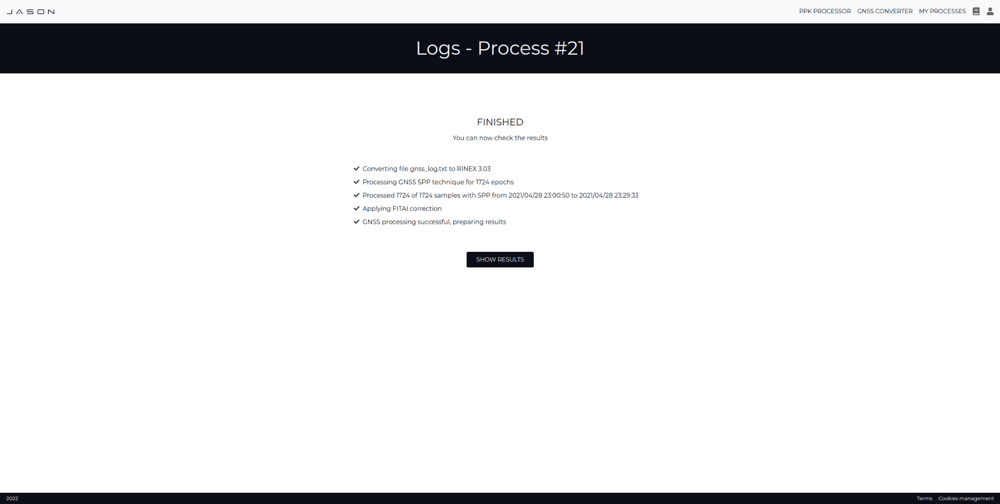 JASON
PPK PROCESSOR GNSS CONVERTER MY PROCESSES
Logs - Process #21
FINISHED
You can now check the results
Converting file gnss_log.txt to RINEX 3.03
Processing GNSS SPP technique for 1724 epochs
Processed 1724 of 1724 samples with SPP from 2021/04/28 23:00:50 to 2021/04/28 23:29:33
Applying FITAI correction
GNSS processing successful, preparing results
SHOW RESULTS
2022 Terms Cookies management